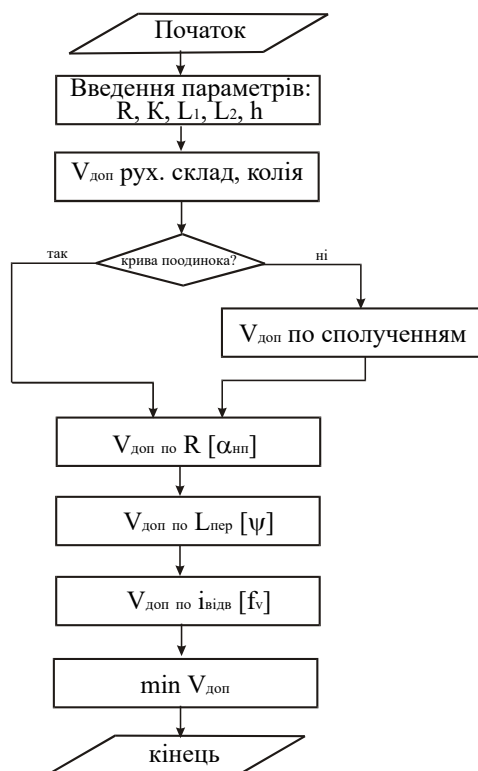 Початок
Введення параметрів:
R, К, L₁, L₂, h
Vдоп рух. склад, колія
крива поодинока?
так
ні
Vдоп по сполученням
Vдоп по R [αнп]
Vдоп по Lпер [ψ]
Vдоп по iвідв [fv]
min Vдоп
кінець